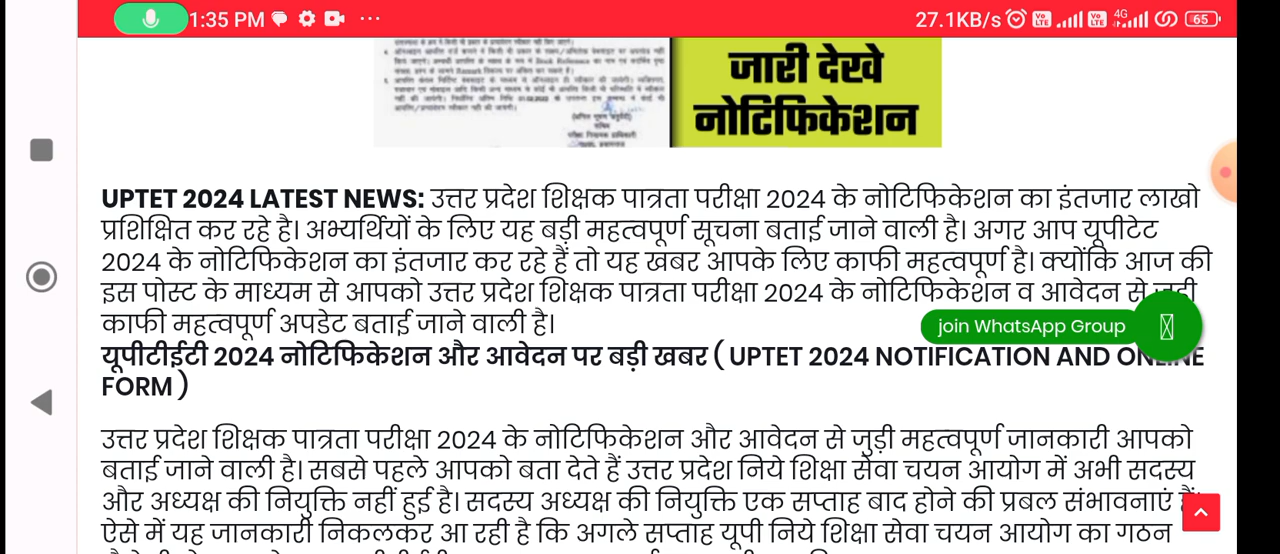 1:35 PM ...
27.1KB/s 4G 65
जारी देखे
नोटिफिकेशन
UPTET 2024 LATEST NEWS: उत्तर प्रदेश शिक्षक पात्रता परीक्षा 2024 के नोटिफिकेशन का इंतजार लाखो
प्रशिक्षित कर रहे है। अभ्यर्थियों के लिए यह बड़ी महत्वपूर्ण सूचना बताई जाने वाली है। अगर आप यूपीटेट
2024 के नोटिफिकेशन का इंतजार कर रहे हैं तो यह खबर आपके लिए काफी महत्वपूर्ण है। क्योंकि आज की
इस पोस्ट के माध्यम से आपको उत्तर प्रदेश शिक्षक पात्रता परीक्षा 2024 के नोटिफिकेशन व आवेदन से
काफी महत्वपूर्ण अपडेट बताई जाने वाली है।
join WhatsApp Group
यूपीटीईटी 2024 नोटिफिकेशन और आवेदन पर बड़ी खबर ( UPTET 2024 NOTIFICATION AND ONLINE
FORM )
उत्तर प्रदेश शिक्षक पात्रता परीक्षा 2024 के नोटिफिकेशन और आवेदन से जुड़ी महत्वपूर्ण जानकारी आपको
बताई जाने वाली है। सबसे पहले आपको बता देते हैं उत्तर प्रदेश निये शिक्षा सेवा चयन आयोग में अभी सदस्य
और अध्यक्ष की नियुक्ति नहीं हुई है। सदस्य अध्यक्ष की नियुक्ति एक सप्ताह बाद होने की प्रबल संभावनाएं हैं।
ऐसे में यह जानकारी निकलकर आ रही है कि अगले सप्ताह यूपी निये शिक्षा सेवा चयन आयोग का गठन